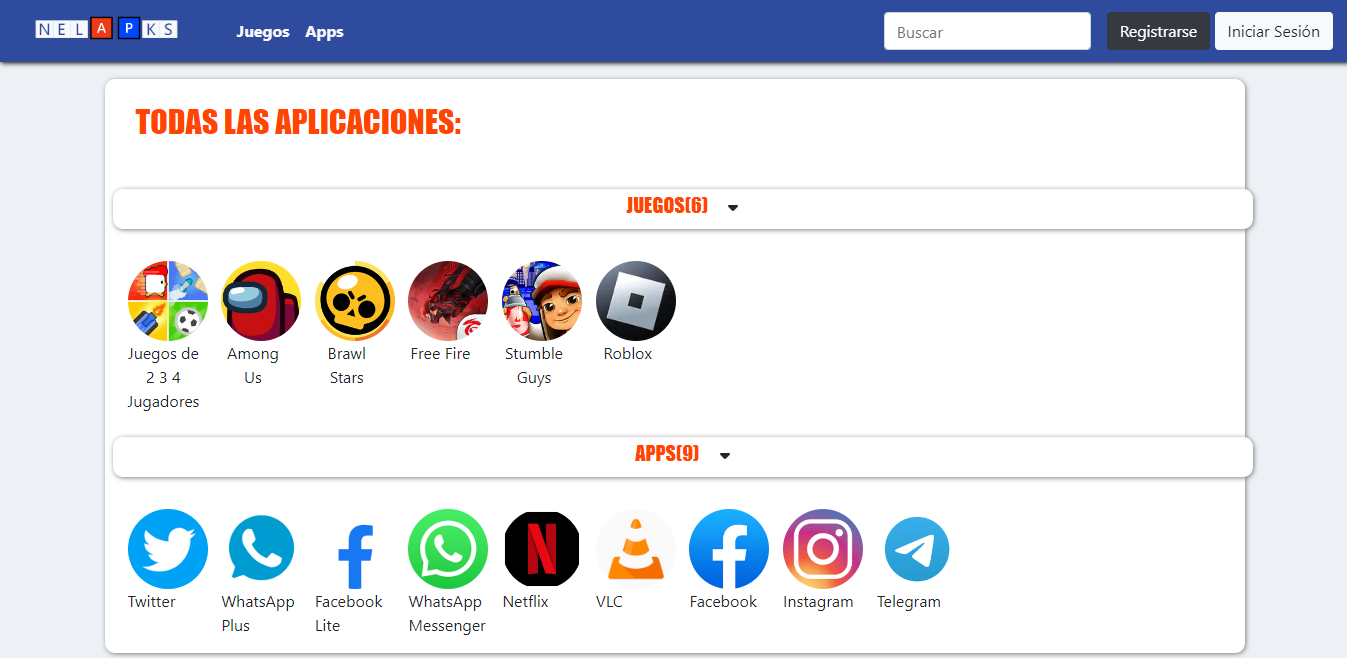 NELAPKS Juegos Apps Buscar Registrarse Iniciar Sesión
TODAS LAS APLICACIONES:
JUEGOS(6)
Juegos de
2 3 4
Jugadores
Among
Us
Brawl
Stars
Free Fire
Stumble
Guys
Roblox
APPS(9)
Twitter
WhatsApp
Plus
Facebook
Lite
WhatsApp
Messenger
Netflix
VLC
Facebook
Instagram
Telegram